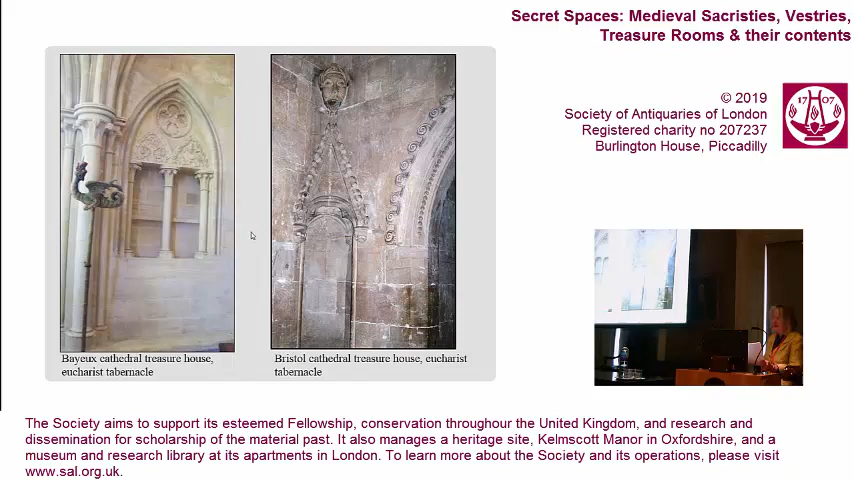 Secret Spaces: Medieval Sacristies, Vestries,
Treasure Rooms & their contents
© 2019
Society of Antiquaries of London
Registered charity no 207237
Burlington House, Piccadilly
17 07
Bayeux cathedral treasure house,
eucharist tabernacle
Bristol cathedral treasure house, eucharist
tabernacle
The Society aims to support its esteemed Fellowship, conservation throughour the United Kingdom, and research and
dissemination for scholarship of the material past. It also manages a heritage site, Kelmscott Manor in Oxfordshire, and a
museum and research library at its apartments in London. To learn more about the Society and its operations, please visit
www.sal.org.uk.